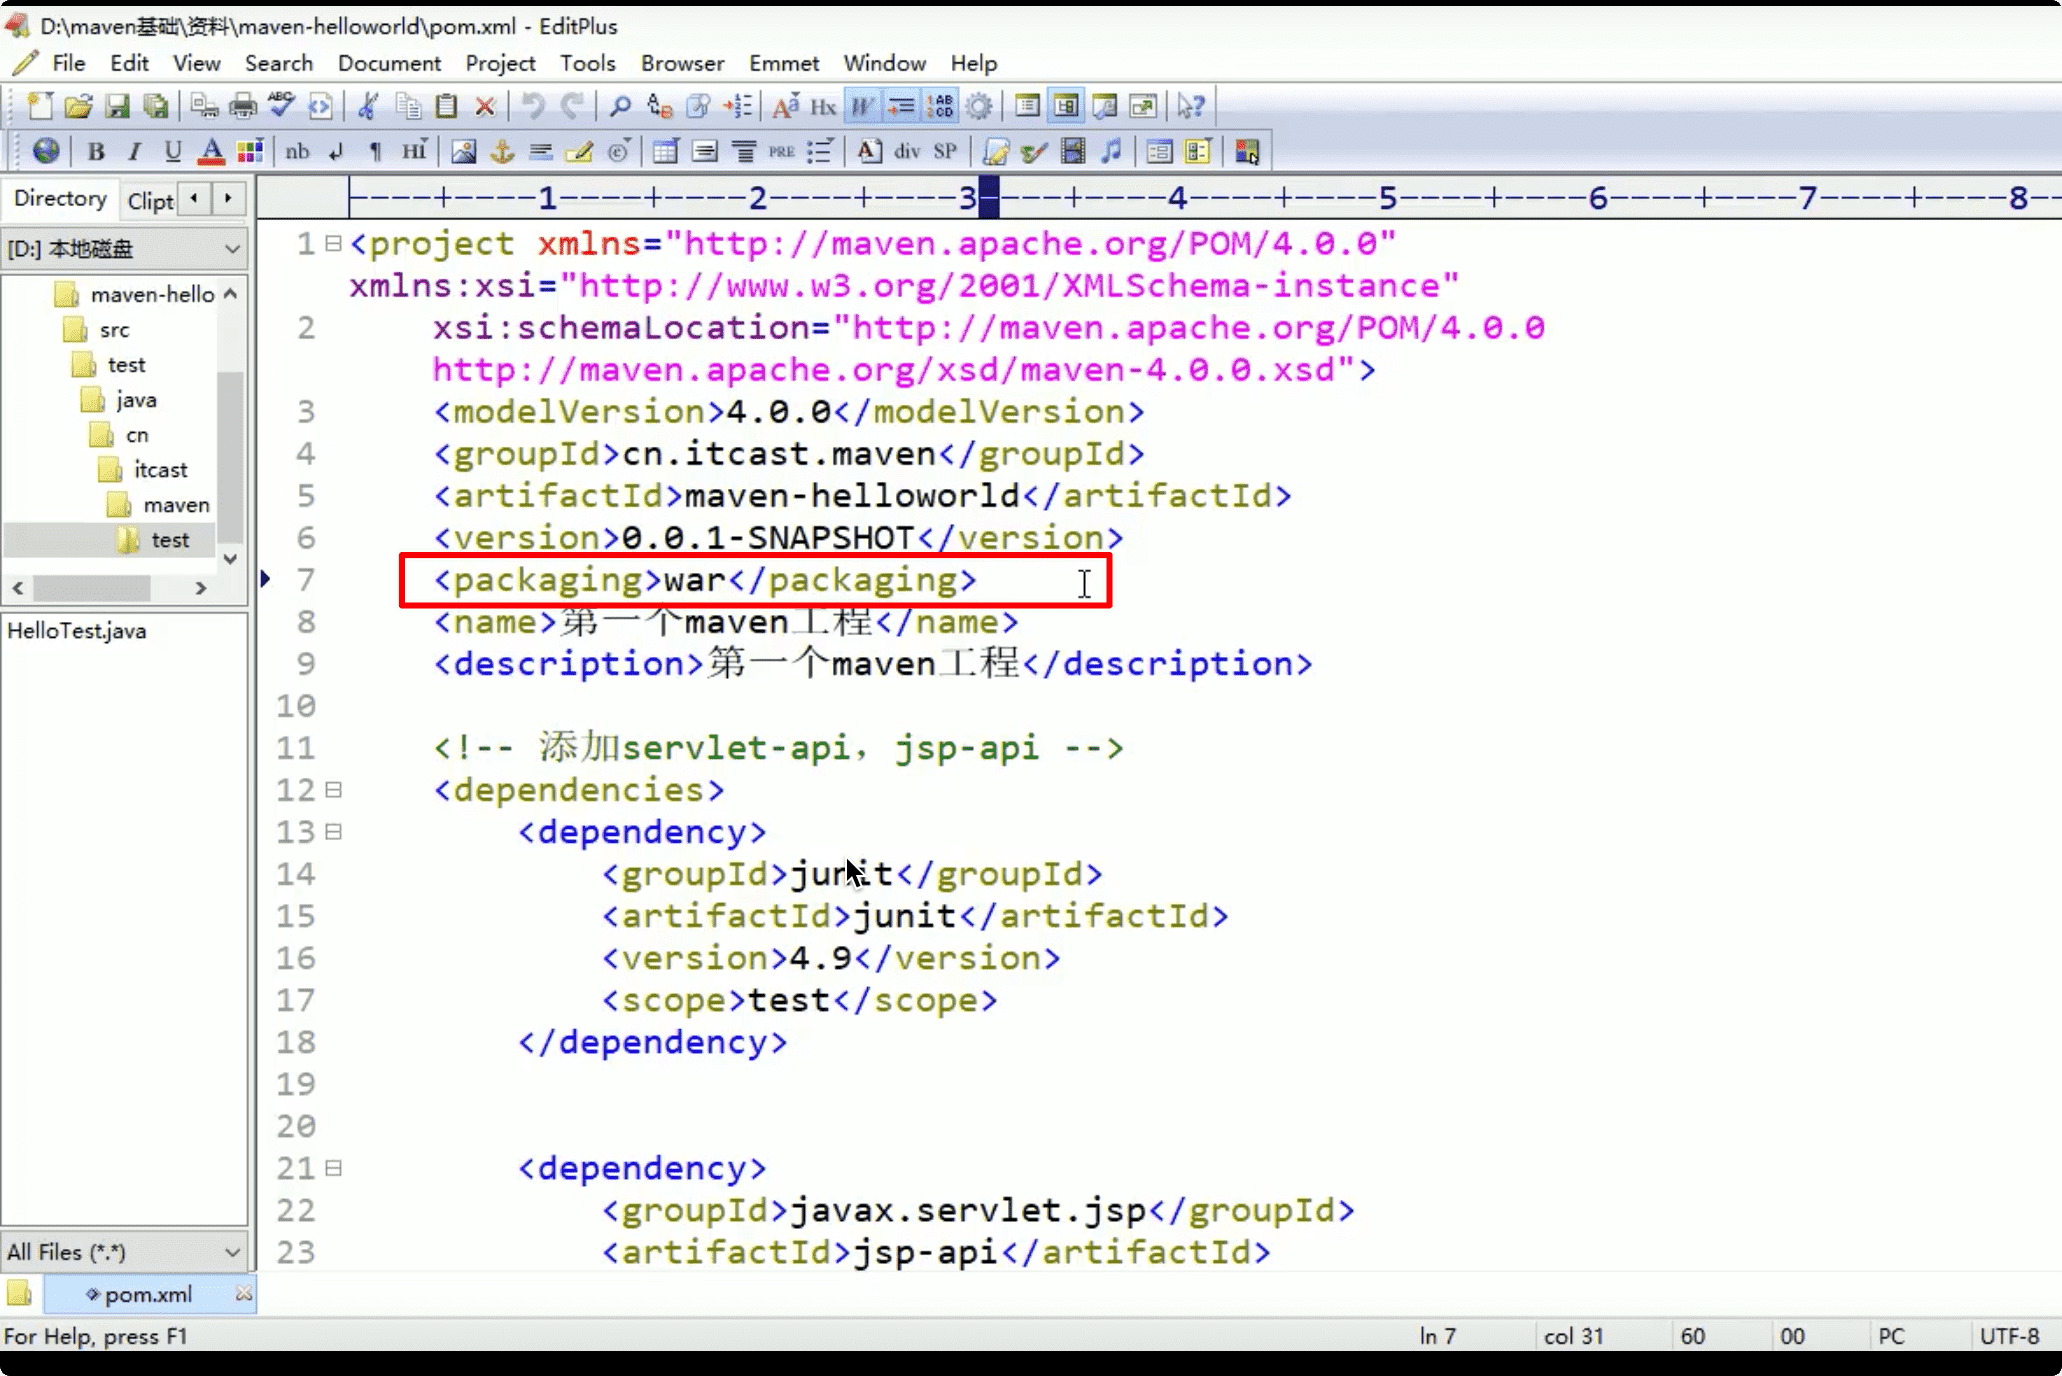 D:\maven基础\资料\maven-helloworld\pom.xml - EditPlus
File Edit View Search Document Project Tools Browser Emmet Window Help
Hx W
B I U A nb HI PRE A div SP
Directory Clipt
----+----1----+----2----+----3----+----4----+----5----+----6----+----7----+----8--
[D:] 本地磁盘
maven-hello
src
test
java
cn
itcast
maven
test
HelloTest.java
All Files (*.*)
1 <project xmlns="http://maven.apache.org/POM/4.0.0"
xmlns:xsi="http://www.w3.org/2001/XMLSchema-instance"
2 xsi:schemaLocation="http://maven.apache.org/POM/4.0.0
http://maven.apache.org/xsd/maven-4.0.0.xsd">
3 <modelVersion>4.0.0</modelVersion>
4 <groupId>cn.itcast.maven</groupId>
5 <artifactId>maven-helloworld</artifactId>
6 <version>0.0.1-SNAPSHOT</version>
7 <packaging>war</packaging>
8 <name>第一个maven工程</name>
9 <description>第一个maven工程</description>
10
11 <!-- 添加servlet-api，jsp-api -->
12 <dependencies>
13 <dependency>
14 <groupId>junit</groupId>
15 <artifactId>junit</artifactId>
16 <version>4.9</version>
17 <scope>test</scope>
18 </dependency>
19
20
21 <dependency>
22 <groupId>javax.servlet.jsp</groupId>
23 <artifactId>jsp-api</artifactId>
pom.xml
For Help, press F1 ln 7 col 31 60 00 PC UTF-8